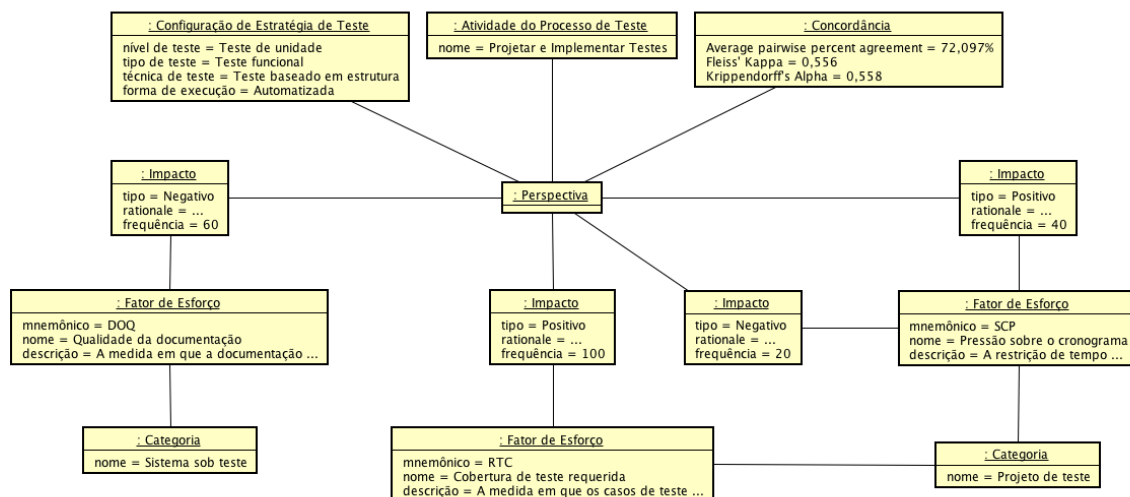 : Configuração de Estratégia de Teste
nível de teste = Teste de unidade
tipo de teste = Teste funcional
técnica de teste = Teste baseado em estrutura
forma de execução = Automatizada
: Atividade do Processo de Teste
nome = Projetar e Implementar Testes
: Concordância
Average pairwise percent agreement = 72,097%
Fleiss' Kappa = 0,556
Krippendorff's Alpha = 0,558
: Impacto
tipo = Negativo
rationale = ...
frequência = 60
: Perspectiva
: Impacto
tipo = Positivo
rationale = ...
frequência = 40
: Fator de Esforço
mnemônico = DOQ
nome = Qualidade da documentação
descrição = A medida em que a documentação ...
: Impacto
tipo = Positivo
rationale = ...
frequência = 100
: Impacto
tipo = Negativo
rationale = ...
frequência = 20
: Fator de Esforço
mnemônico = SCP
nome = Pressão sobre o cronograma
descrição = A restrição de tempo ...
: Categoria
nome = Sistema sob teste
: Fator de Esforço
mnemônico = RTC
nome = Cobertura de teste requerida
descrição = A medida em que os casos de teste ...
: Categoria
nome = Projeto de teste